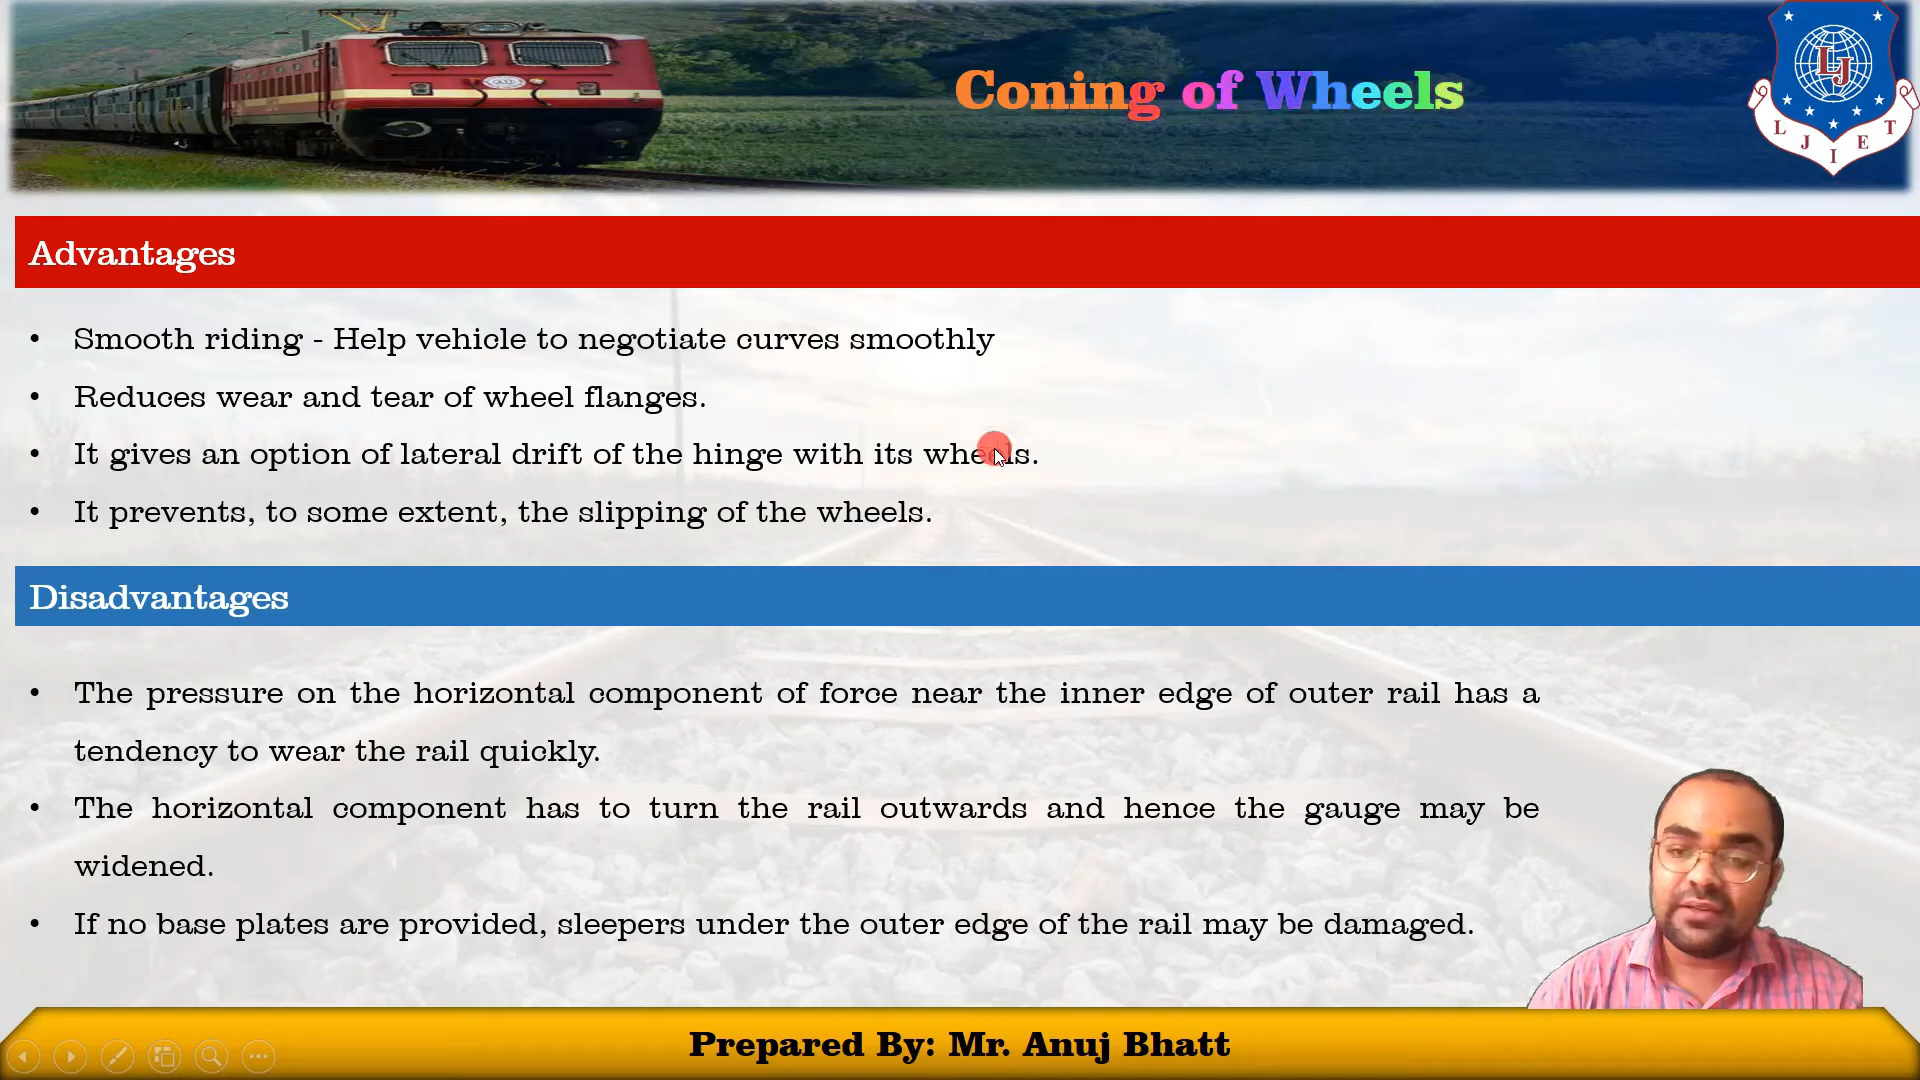 Coning of Wheels
LJ
L J I E T
Advantages
• Smooth riding - Help vehicle to negotiate curves smoothly
• Reduces wear and tear of wheel flanges.
• It gives an option of lateral drift of the hinge with its wheels.
• It prevents, to some extent, the slipping of the wheels.
Disadvantages
• The pressure on the horizontal component of force near the inner edge of outer rail has a
tendency to wear the rail quickly.
• The horizontal component has to turn the rail outwards and hence the gauge may be
widened.
• If no base plates are provided, sleepers under the outer edge of the rail may be damaged.
Prepared By: Mr. Anuj Bhatt